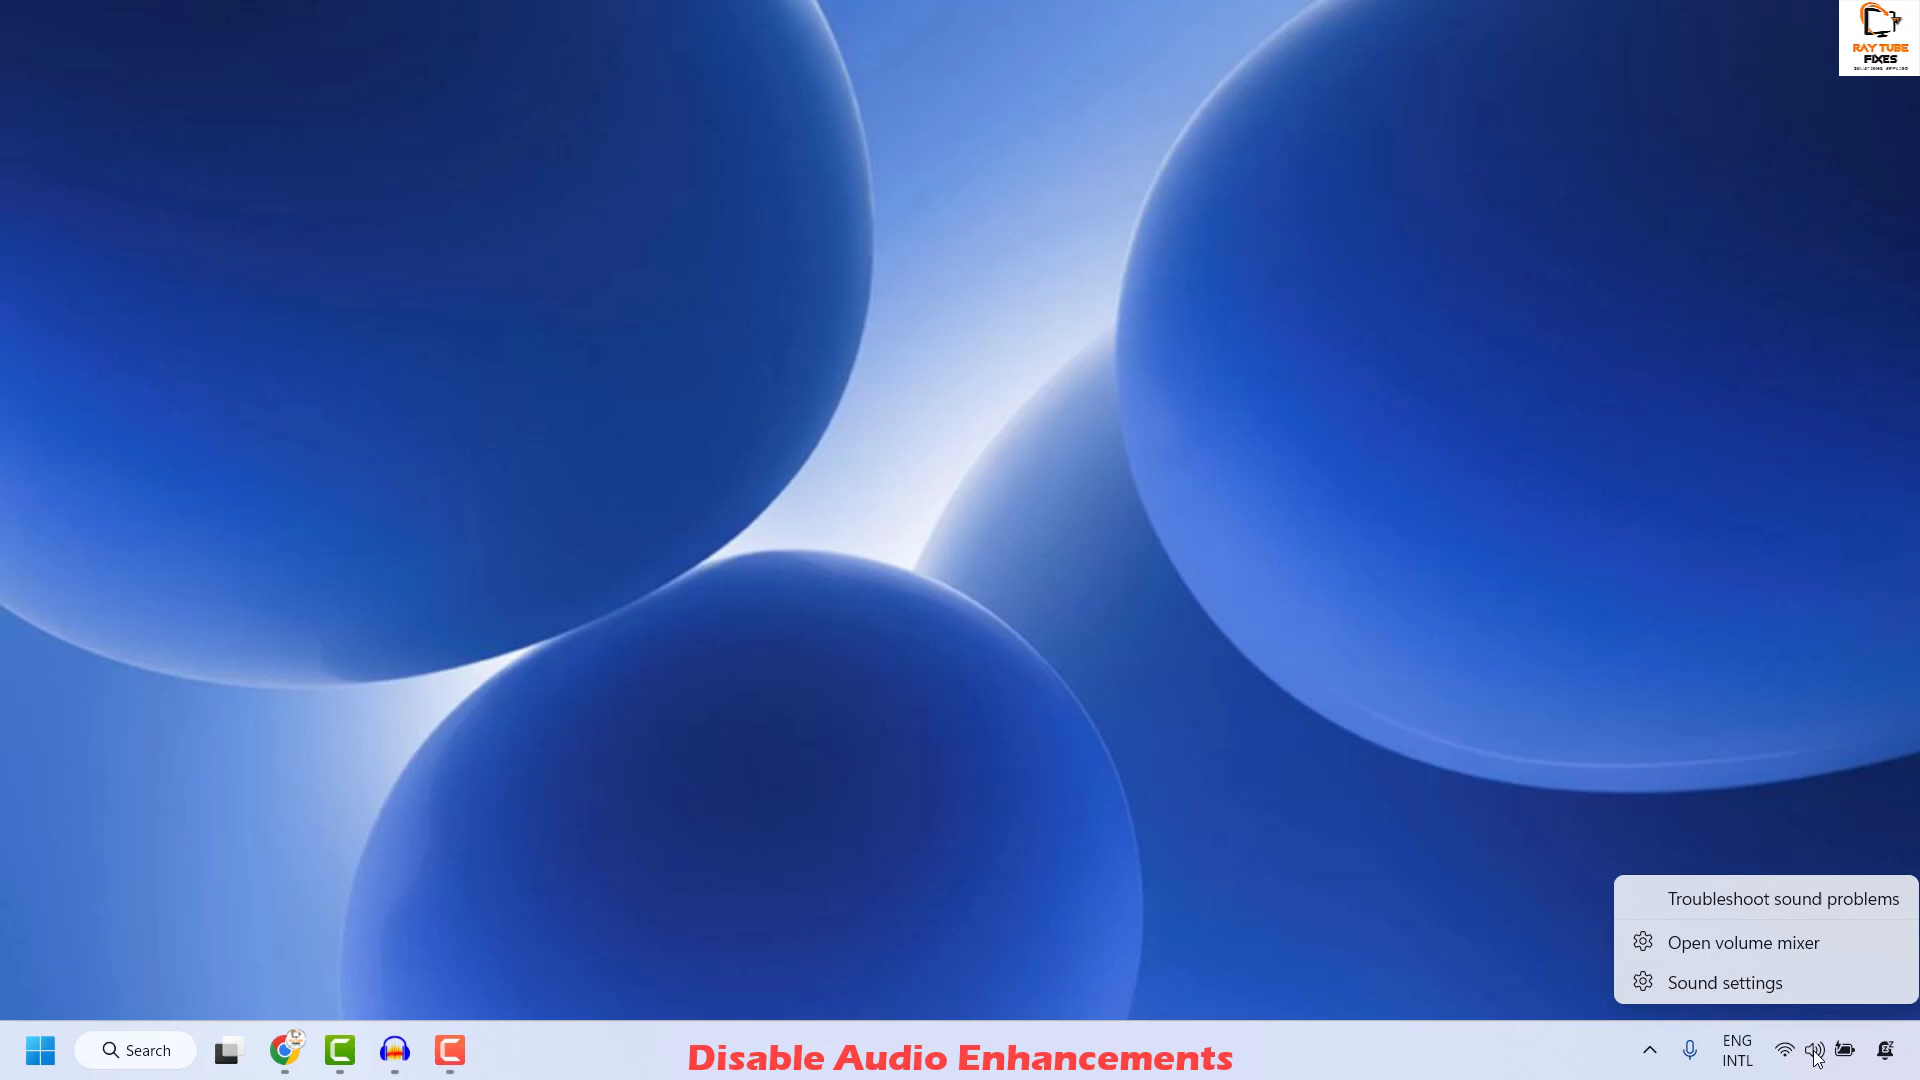 RAY TUBE
FIXES
Troubleshoot sound problems
Open volume mixer
Sound settings
Search
Disable Audio Enhancements
ENG
INTL